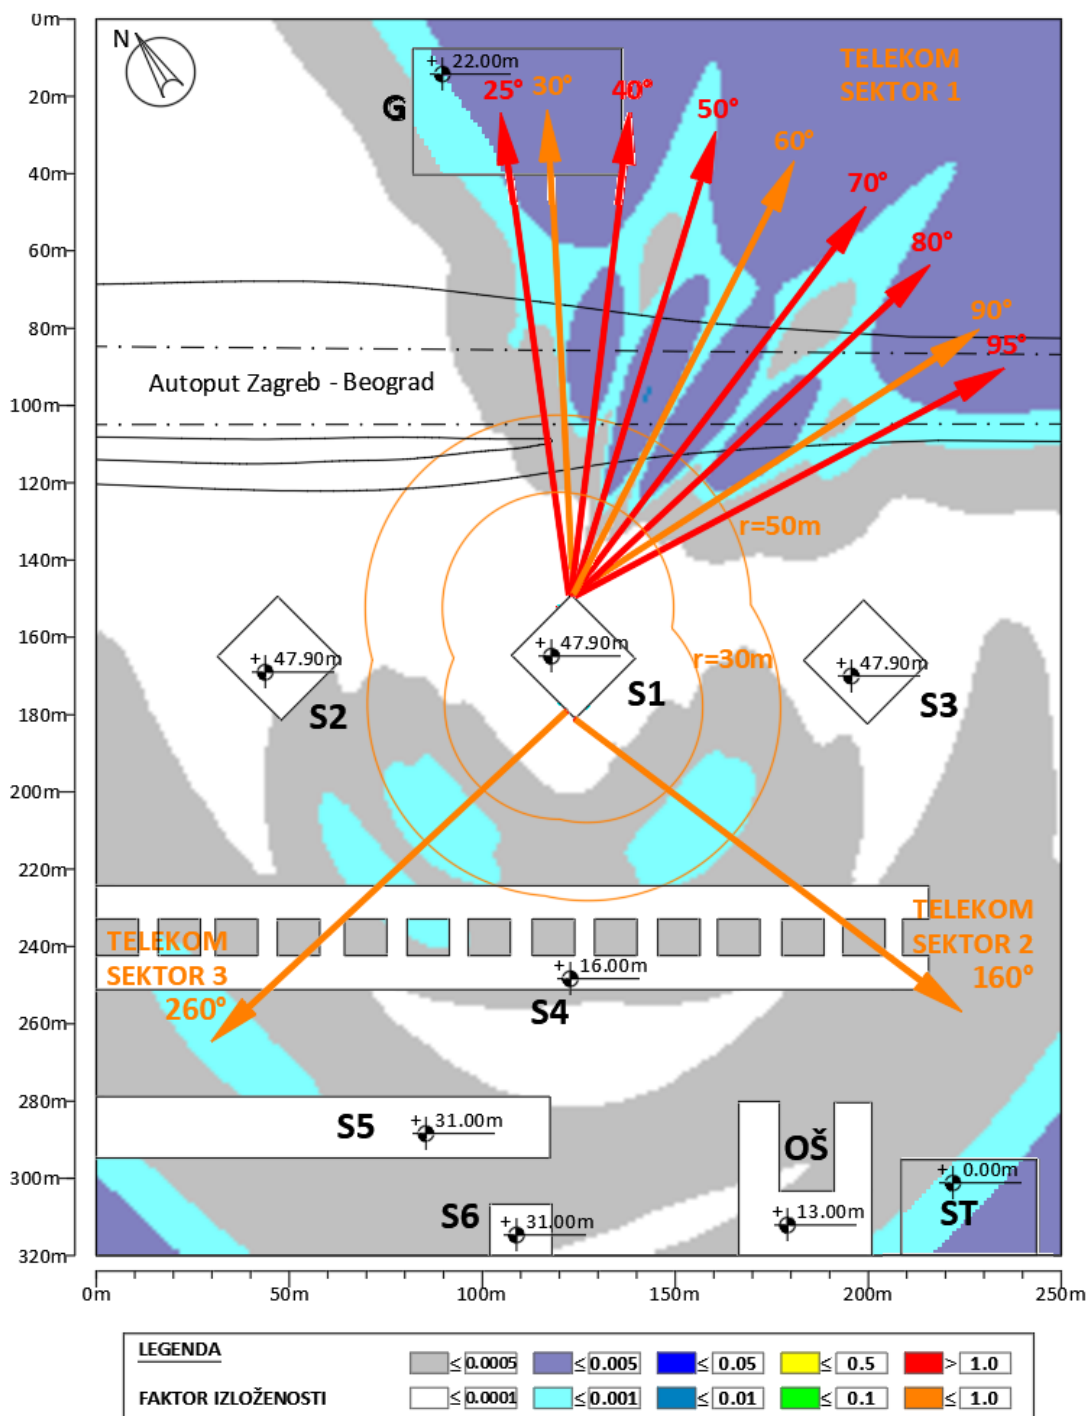 0m
20m
40m
60m
80m
100m
120m
140m
160m
180m
200m
220m
240m
260m
280m
300m
320m
N
22.00m
G
25°
30°
40°
50°
60°
70°
80°
90°
95°
TELEKOM
SEKTOR 1
Autoput Zagreb - Beograd
r=50m
r=30m
47.90m
S2
47.90m
S1
47.90m
S3
TELEKOM
SEKTOR 3
260°
TELEKOM
SEKTOR 2
160°
16.00m
S4
S5
31.00m
S6
31.00m
OŠ
13.00m
0.00m
ST
0m
50m
100m
150m
200m
250m
LEGENDA
≤ 0.0005
≤ 0.005
≤ 0.05
≤ 0.5
> 1.0
FAKTOR IZLOŽENOSTI
≤ 0.0001
≤ 0.001
≤ 0.01
≤ 0.1
≤ 1.0